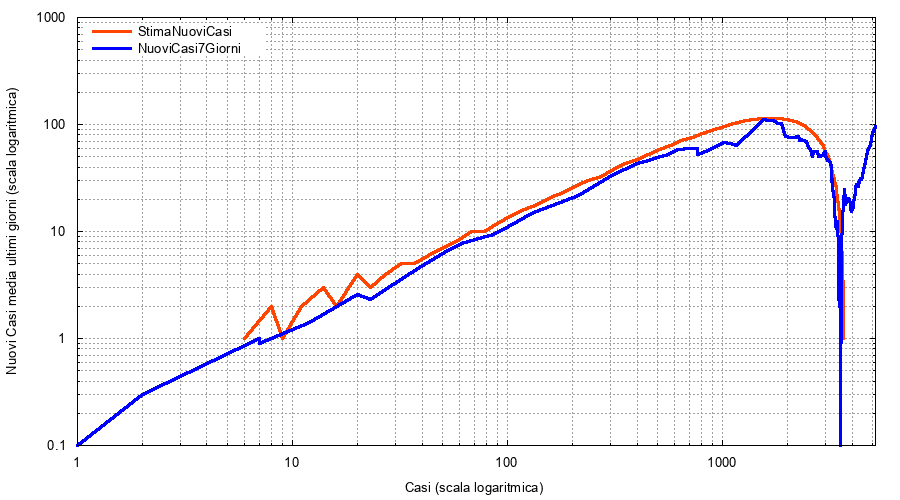 1000
StimaNuoviCasi
NuoviCasi7Giorni
100
10
1
0.1
Nuovi Casi media ultimi giorni (scala logaritmica)
1 10 100 1000
Casi (scala logaritmica)